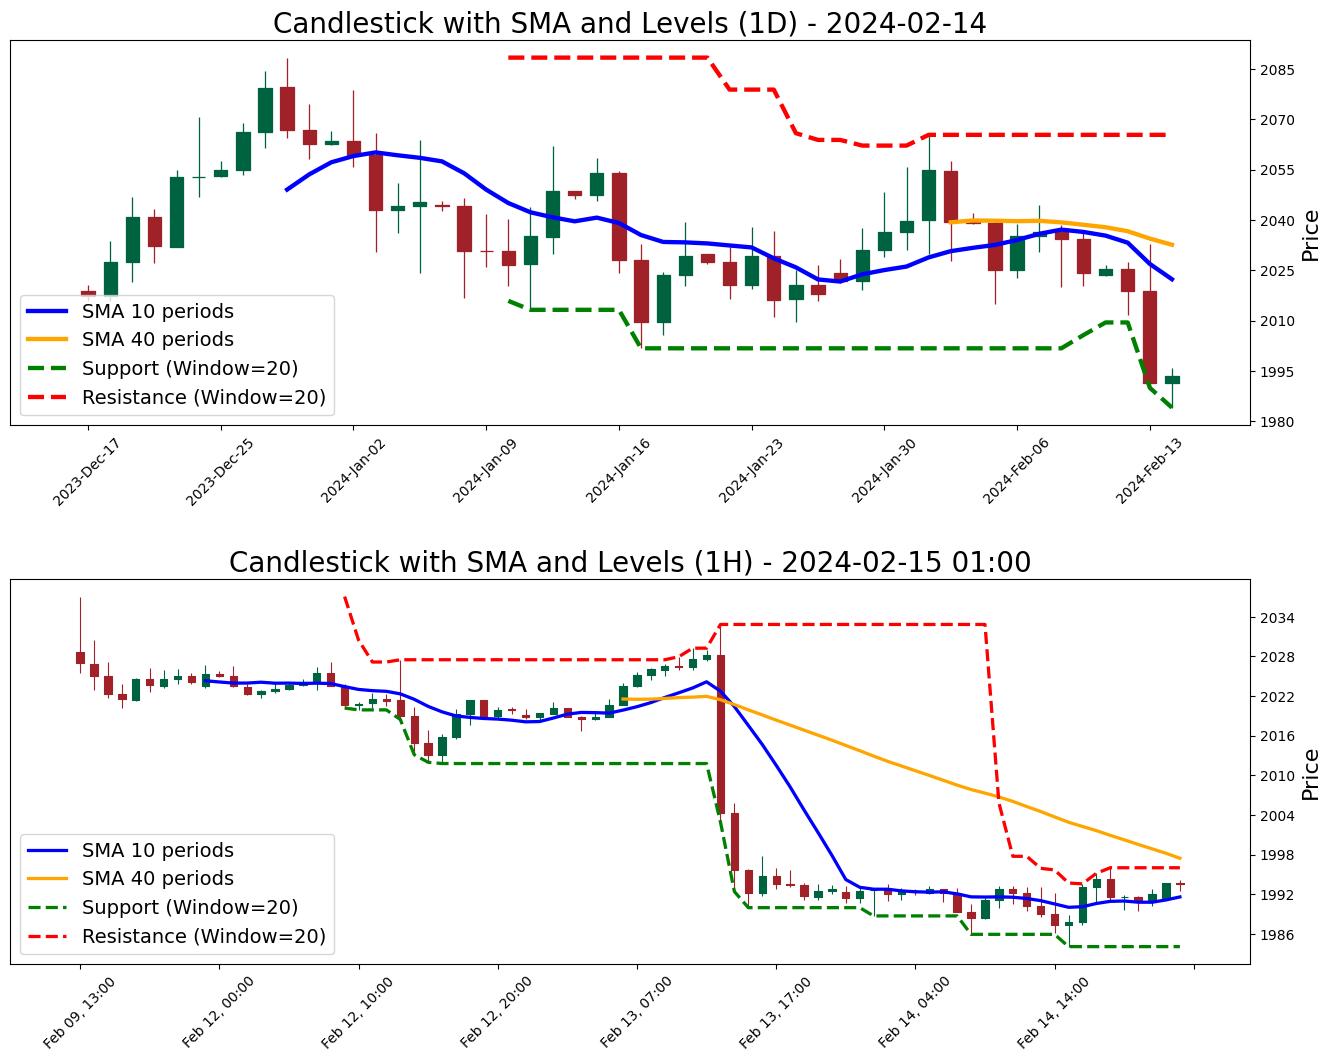 Candlestick with SMA and Levels (1D) - 2024-02-14
2085
2070
2055
2040
2025
2010
1995
1980
Price
SMA 10 periods
SMA 40 periods
Support (Window=20)
Resistance (Window=20)
2023-Dec-17
2023-Dec-25
2024-Jan-02
2024-Jan-09
2024-Jan-16
2024-Jan-23
2024-Jan-30
2024-Feb-06
2024-Feb-13
Candlestick with SMA and Levels (1H) - 2024-02-15 01:00
2034
2028
2022
2016
2010
2004
1998
1992
1986
Price
SMA 10 periods
SMA 40 periods
Support (Window=20)
Resistance (Window=20)
Feb 09, 13:00
Feb 12, 00:00
Feb 12, 10:00
Feb 12, 20:00
Feb 13, 07:00
Feb 13, 17:00
Feb 14, 04:00
Feb 14, 14:00